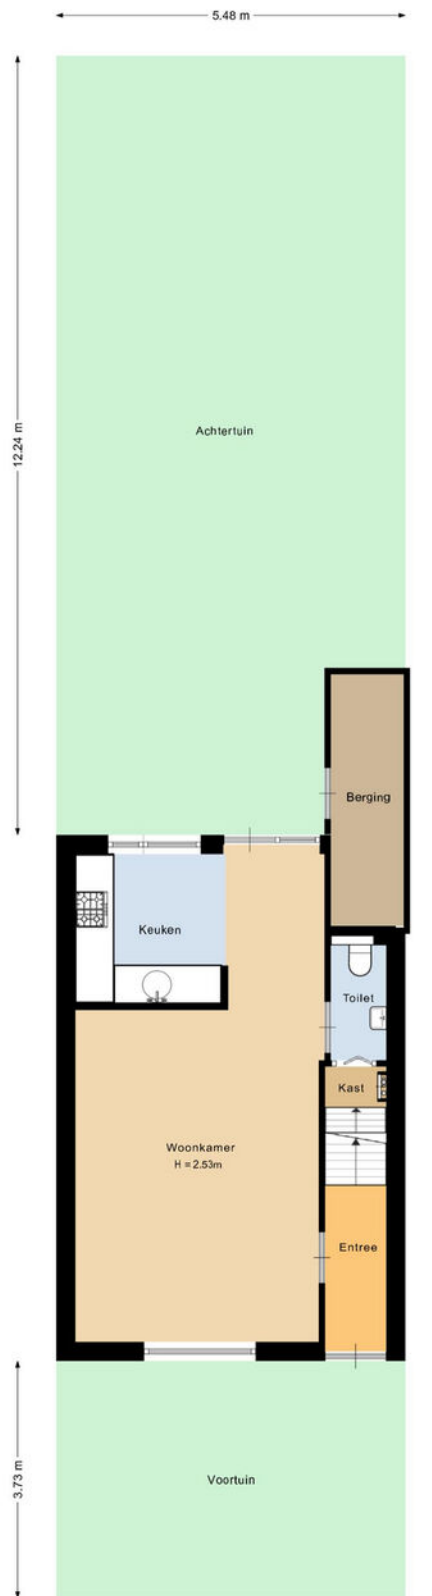 5.48 m
12.24 m
Achtertuin
Berging
Keuken
Toilet
Kast
Woonkamer
H = 2.53m
Entree
3.73 m
Voortuin